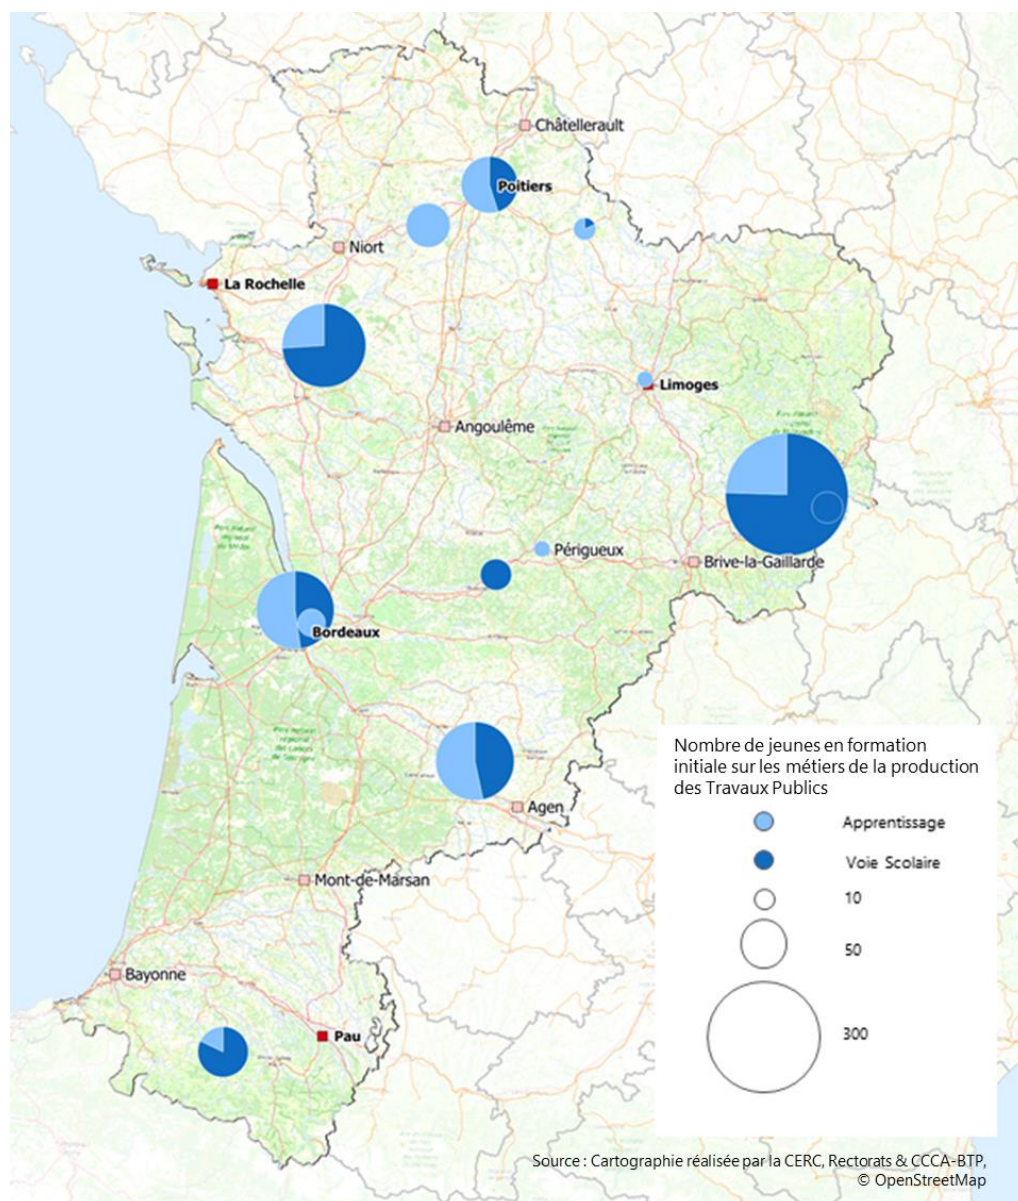 Châtellerault
Poitiers
Niort
La Rochelle
Limoges
Angoulême
Périgueux
Brive-la-Gaillarde
Bordeaux
Agen
Mont-de-Marsan
Bayonne
Pau
Nombre de jeunes en formation
initiale sur les métiers de la production
des Travaux Publics
Apprentissage
Voie Scolaire
10
50
300
Source : Cartographie réalisée par la CERC, Rectorats & CCCA-BTP,
© OpenStreetMap